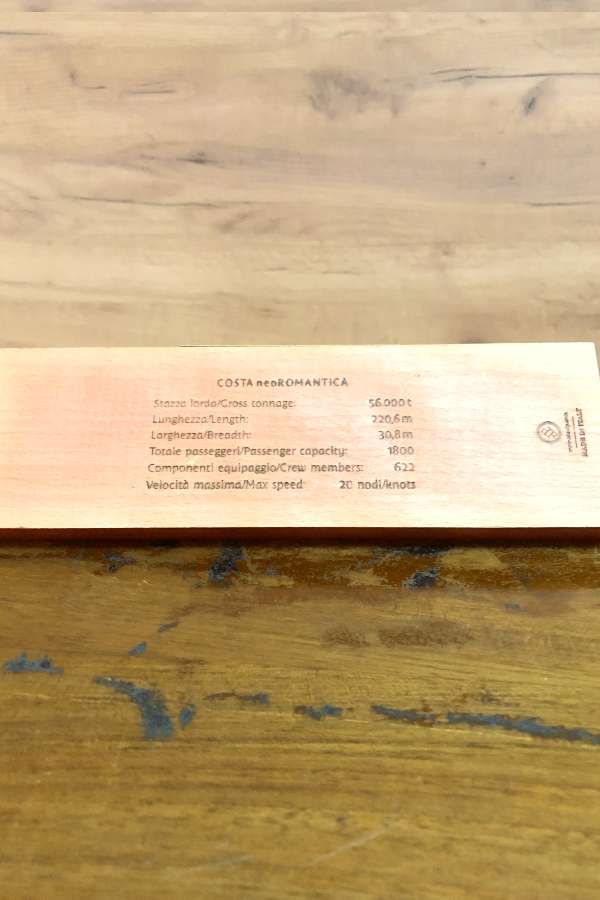 COSTA neoROMANTICA
Stazza lorda/Gross tonnage: 56.000 t
Lunghezza/Length: 220,6 m
Larghezza/Breadth: 30,8 m
Totale passeggeri/Passenger capacity: 1800
Componenti equipaggio/Crew members: 622
Velocità massima/Max speed: 20 nodi/knots
MADE IN ITALY